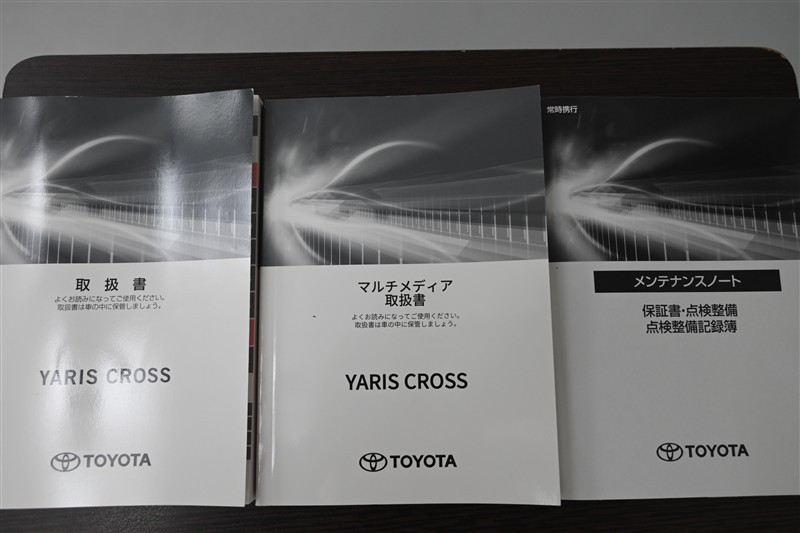 取扱書
よくお読みになってご使用ください。
取扱書は車の中に保管しましょう。
YARIS CROSS
TOYOTA
マルチメディア
取扱書
よくお読みになってご使用ください。
取扱書は車の中に保管しましょう。
YARIS CROSS
TOYOTA
常時携行
メンテナンスノート
保証書・点検整備
点検整備記録簿
TOYOTA